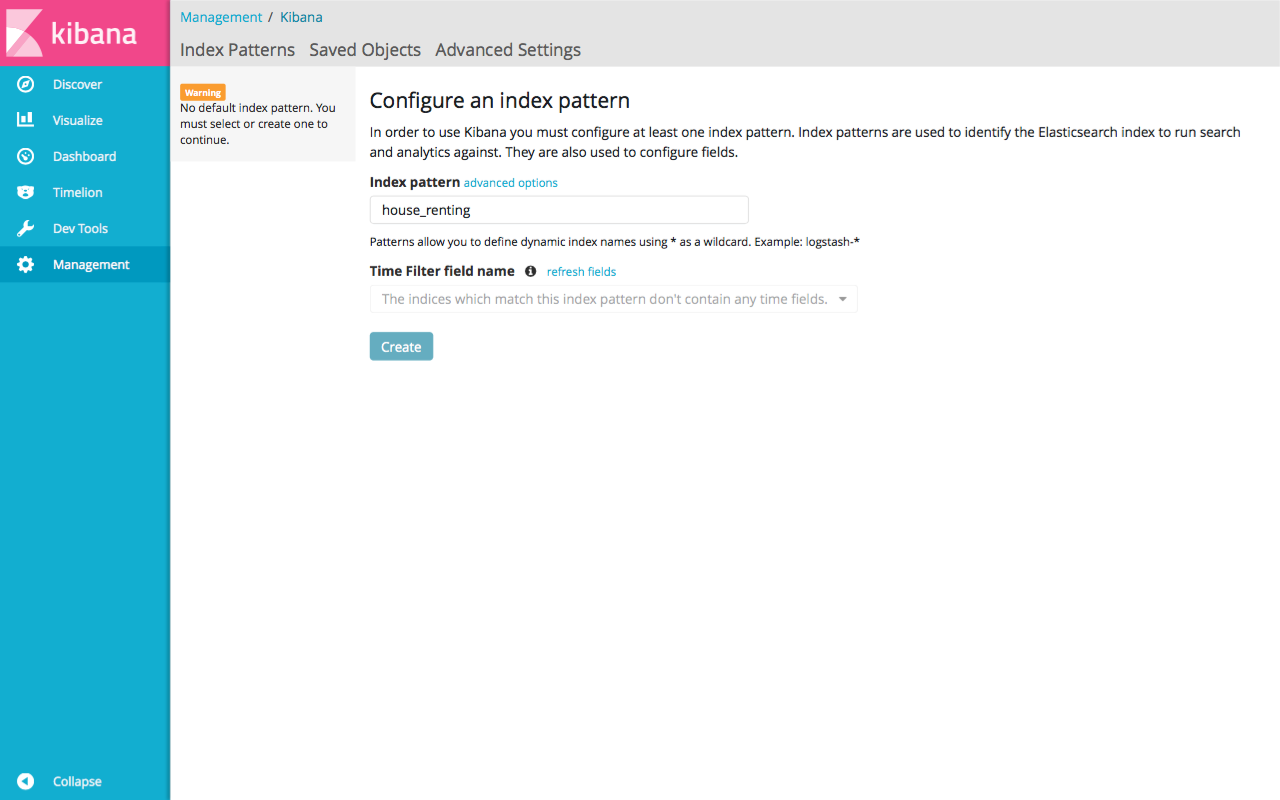 kibana
Discover
Visualize
Dashboard
Timelion
Dev Tools
Management
Collapse
Management / Kibana
Index Patterns Saved Objects Advanced Settings
Warning
No default index pattern. You
must select or create one to
continue.
Configure an index pattern
In order to use Kibana you must configure at least one index pattern. Index patterns are used to identify the Elasticsearch index to run search
and analytics against. They are also used to configure fields.
Index pattern advanced options
house_renting
Patterns allow you to define dynamic index names using * as a wildcard. Example: logstash-*
Time Filter field name refresh fields
The indices which match this index pattern don't contain any time fields.
Create